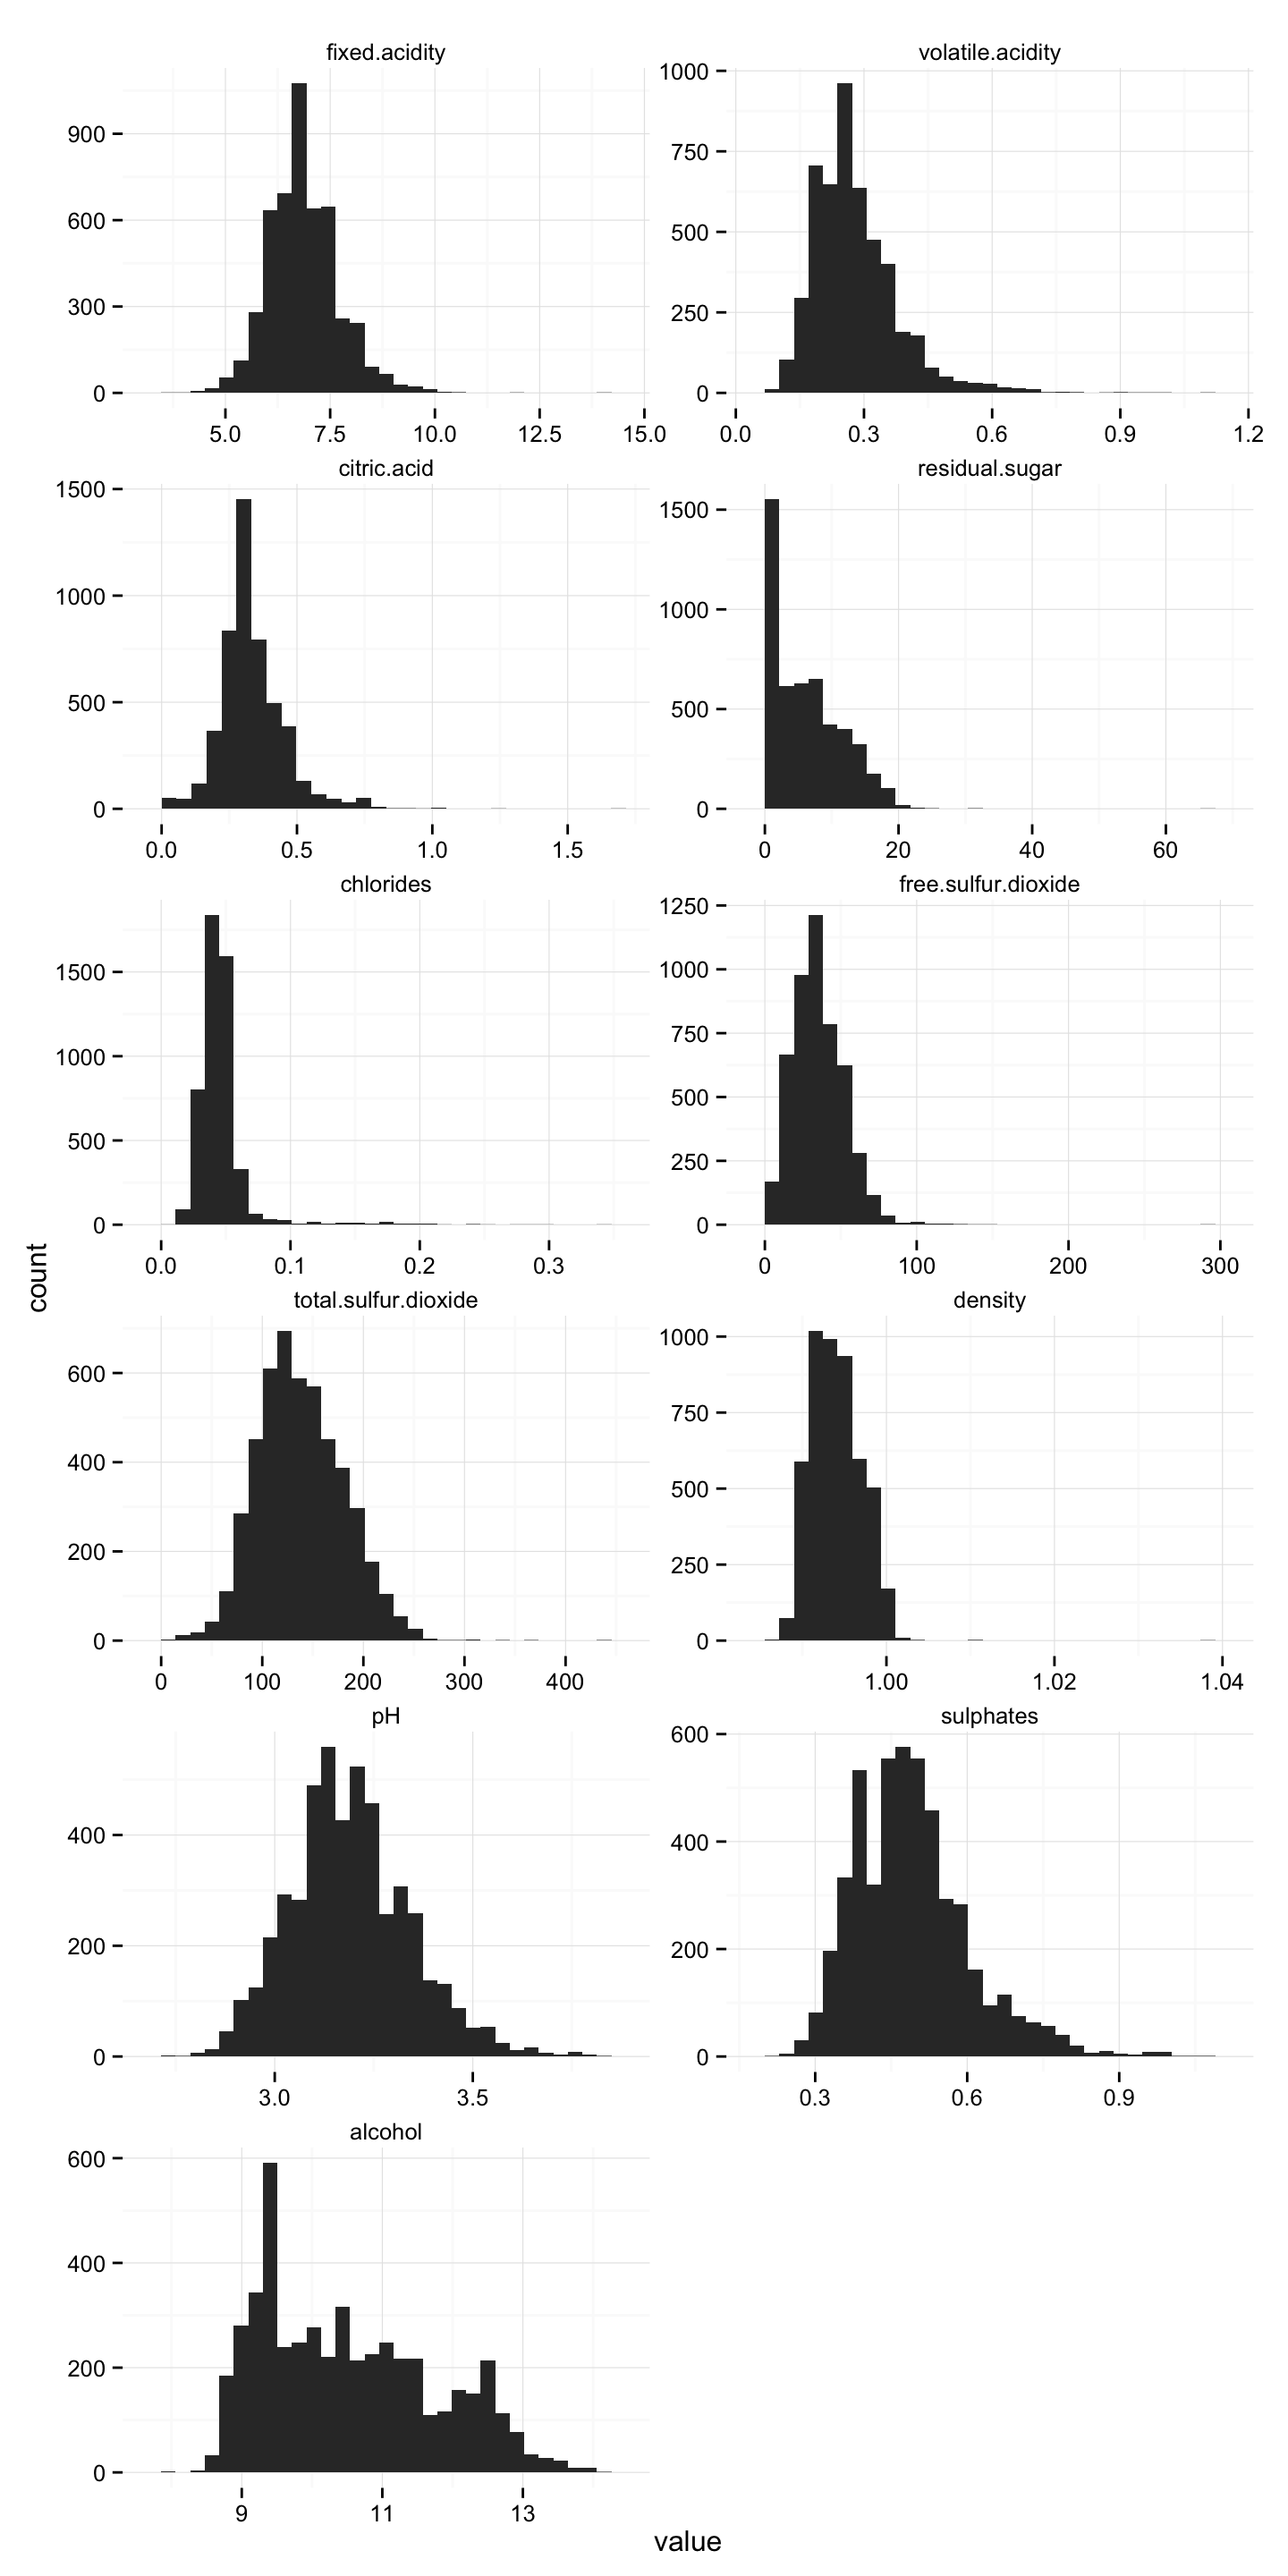 fixed.acidity
900
600
300
0
5.0 7.5 10.0 12.5 15.0
volatile.acidity
1000
750
500
250
0
0.0 0.3 0.6 0.9 1.2
citric.acid
1500
1000
500
0
0.0 0.5 1.0 1.5
residual.sugar
1500
1000
500
0
0 20 40 60
chlorides
1500
1000
500
0
0.0 0.1 0.2 0.3
free.sulfur.dioxide
1250
1000
750
500
250
0
0 100 200 300
count
total.sulfur.dioxide
600
400
200
0
0 100 200 300 400
density
1000
750
500
250
0
1.00 1.02 1.04
pH
400
200
0
3.0 3.5
sulphates
600
400
200
0
0.3 0.6 0.9
alcohol
600
400
200
0
9 11 13
value